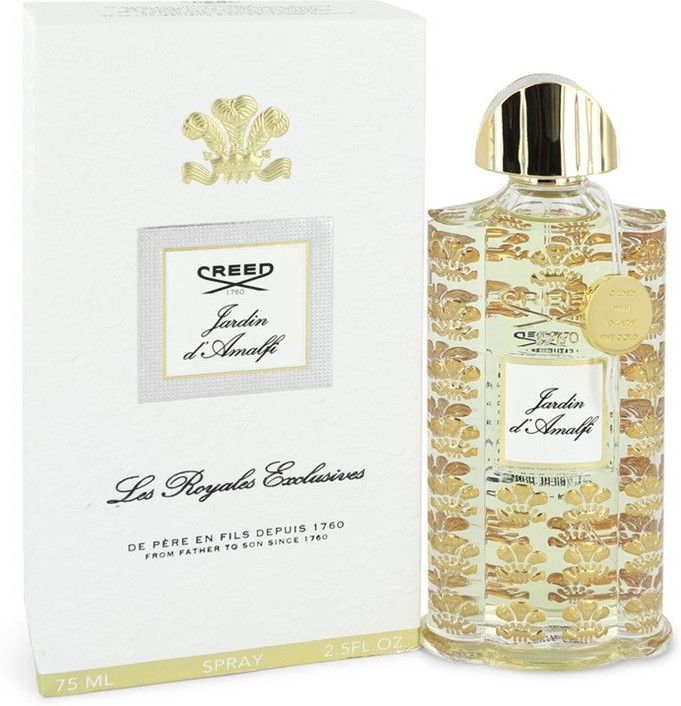 CREED
1760
Jardin
d'Amalfi
Les Royales Exclusives
DE PÈRE EN FILS DEPUIS 1760
FROM FATHER TO SON SINCE 1760
75 ML SPRAY 2.5FL OZ.
CREED
Jardin
d'Amalfi